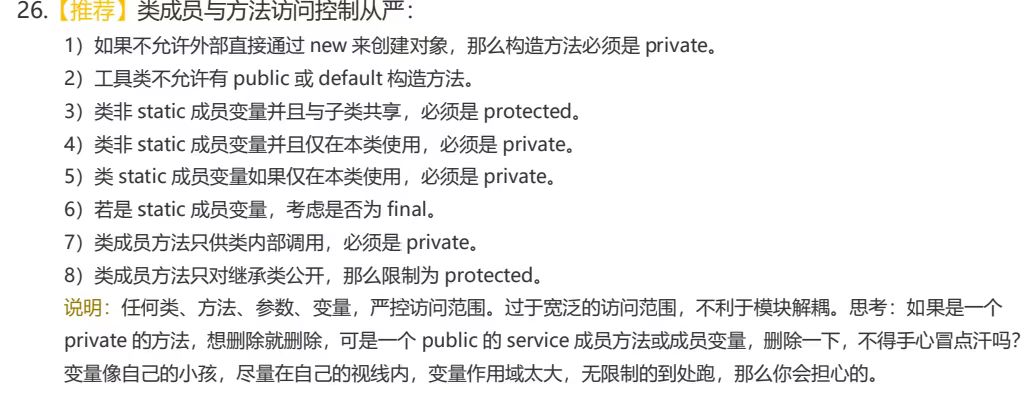 26.【推荐】类成员与方法访问控制从严：
1）如果不允许外部直接通过 new 来创建对象，那么构造方法必须是 private。
2）工具类不允许有 public 或 default 构造方法。
3）类非 static 成员变量并且与子类共享，必须是 protected。
4）类非 static 成员变量并且仅在本类使用，必须是 private。
5）类 static 成员变量如果仅在本类使用，必须是 private。
6）若是 static 成员变量，考虑是否为 final。
7）类成员方法只供类内部调用，必须是 private。
8）类成员方法只对继承类公开，那么限制为 protected。
说明：任何类、方法、参数、变量，严控访问范围。过于宽泛的访问范围，不利于模块解耦。思考：如果是一个
private 的方法，想删除就删除，可是一个 public 的 service 成员方法或成员变量，删除一下，不得手心冒点汗吗？
变量像自己的小孩，尽量在自己的视线内，变量作用域太大，无限制的到处跑，那么你会担心的。